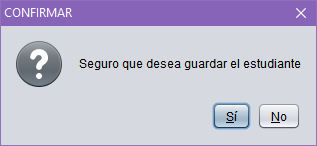 CONFIRMAR
Seguro que desea guardar el estudiante
Sí No